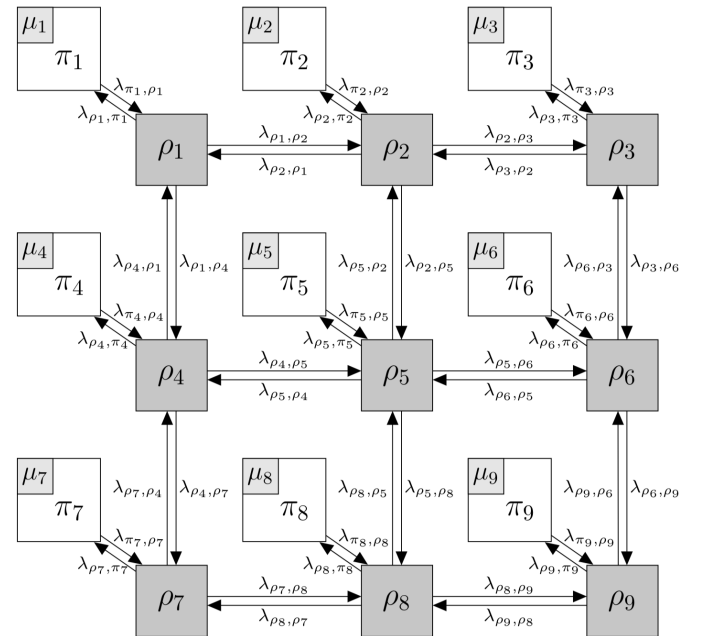 μ₁ μ₂ μ₃
π₁ π₂ π₃
λπ₁,ρ₁ λπ₂,ρ₂ λπ₃,ρ₃
λρ₁,π₁ λρ₂,π₂ λρ₃,π₃
ρ₁ λρ₁,ρ₂ ρ₂ λρ₂,ρ₃ ρ₃
λρ₂,ρ₁ λρ₃,ρ₂
μ₄ μ₅ μ₆
λρ₄,ρ₁ λρ₁,ρ₄ λρ₅,ρ₂ λρ₂,ρ₅ λρ₆,ρ₃ λρ₃,ρ₆
π₄ π₅ π₆
λπ₄,ρ₄ λπ₅,ρ₅ λπ₆,ρ₆
λρ₄,π₄ λρ₅,π₅ λρ₆,π₆
ρ₄ λρ₄,ρ₅ ρ₅ λρ₅,ρ₆ ρ₆
λρ₅,ρ₄ λρ₆,ρ₅
μ₇ μ₈ μ₉
λρ₇,ρ₄ λρ₄,ρ₇ λρ₈,ρ₅ λρ₅,ρ₈ λρ₉,ρ₆ λρ₆,ρ₉
π₇ π₈ π₉
λπ₇,ρ₇ λπ₈,ρ₈ λπ₉,ρ₉
λρ₇,π₇ λρ₈,π₈ λρ₉,π₉
ρ₇ λρ₇,ρ₈ ρ₈ λρ₈,ρ₉ ρ�9
λρ₈,ρ₇ λρ₉,ρ₈